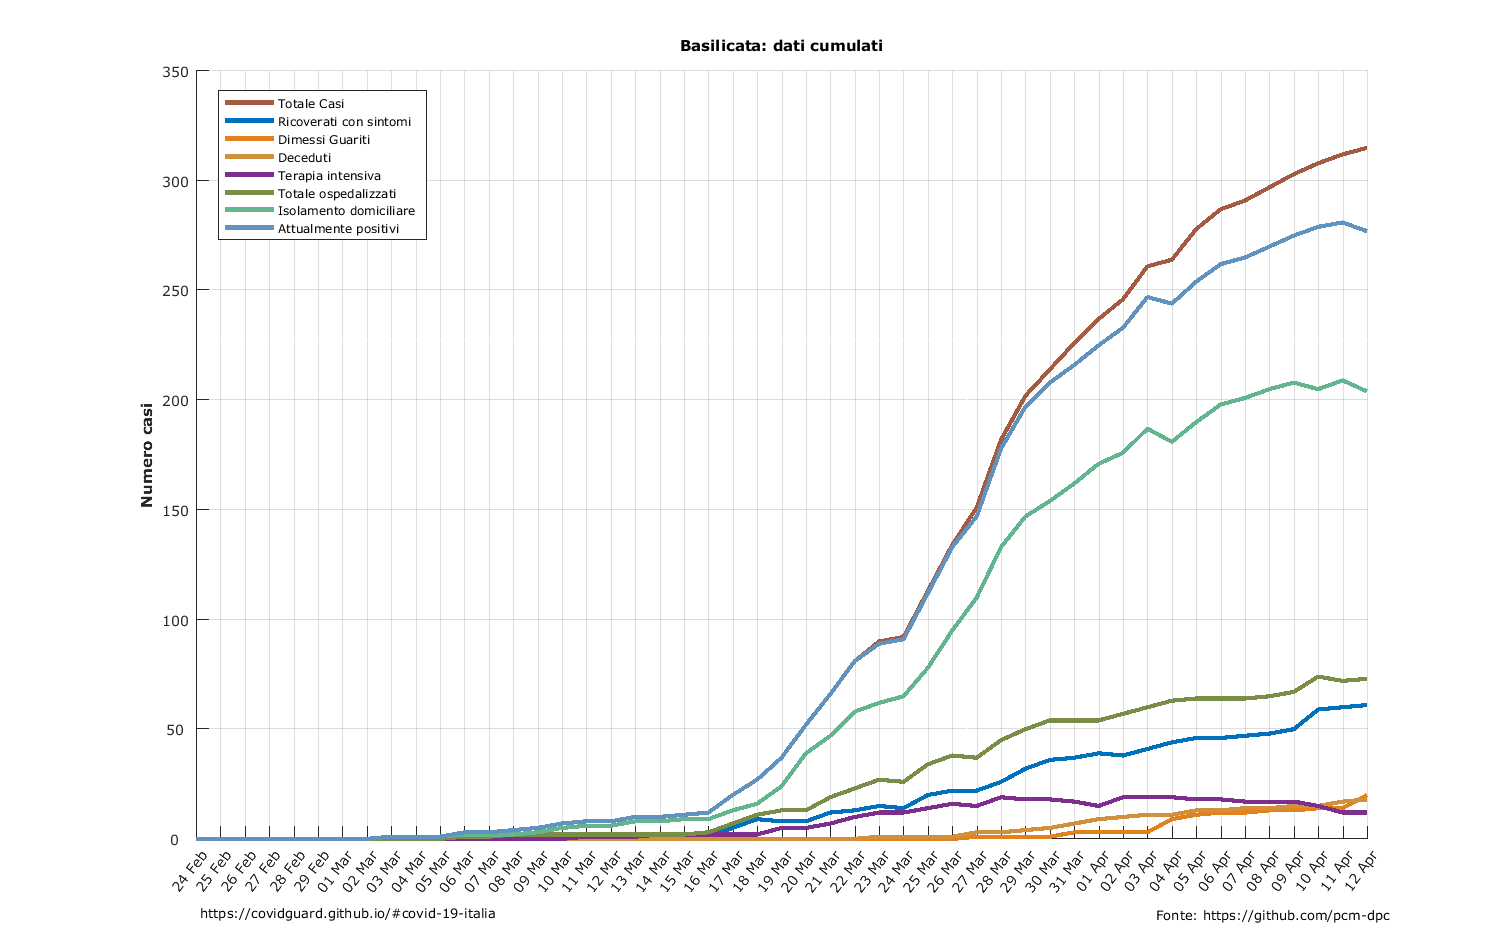 Basilicata: dati cumulati
350
300
250
200
150
100
50
0
Numero casi
Totale Casi
Ricoverati con sintomi
Dimessi Guariti
Deceduti
Terapia intensiva
Totale ospedalizzati
Isolamento domiciliare
Attualmente positivi
24 Feb
25 Feb
26 Feb
27 Feb
28 Feb
29 Feb
01 Mar
02 Mar
03 Mar
04 Mar
05 Mar
06 Mar
07 Mar
08 Mar
09 Mar
10 Mar
11 Mar
12 Mar
13 Mar
14 Mar
15 Mar
16 Mar
17 Mar
18 Mar
19 Mar
20 Mar
21 Mar
22 Mar
23 Mar
24 Mar
25 Mar
26 Mar
27 Mar
28 Mar
29 Mar
30 Mar
31 Mar
01 Apr
02 Apr
03 Apr
04 Apr
05 Apr
06 Apr
07 Apr
08 Apr
09 Apr
10 Apr
11 Apr
12 Apr
https://covidguard.github.io/#covid-19-italia
Fonte: https://github.com/pcm-dpc